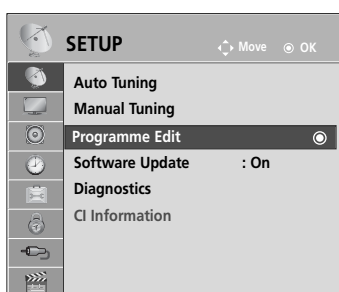 SETUP Move OK
Auto Tuning
Manual Tuning
Programme Edit
Software Update : On
Diagnostics
CI Information